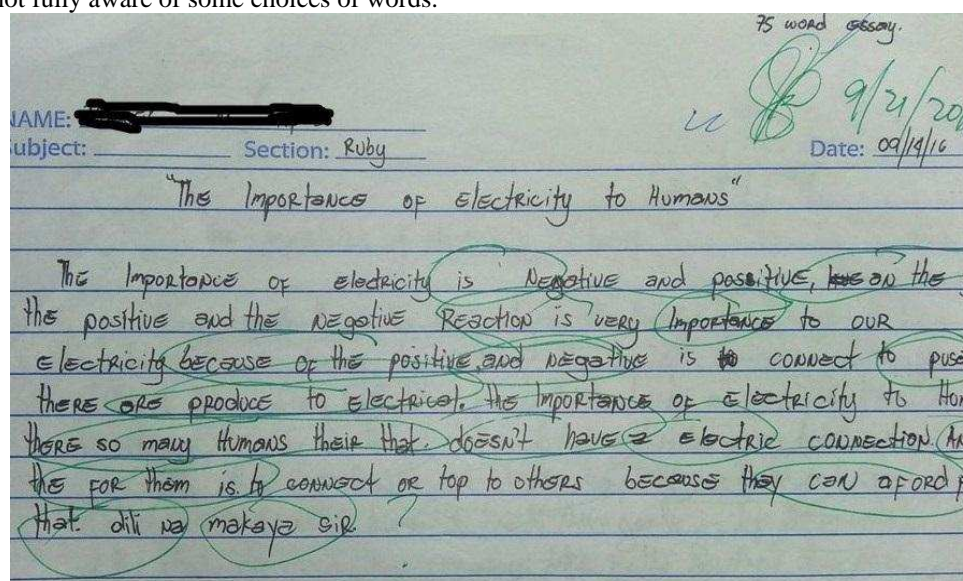 not fully aware of some choices of words.
75 word essay.
9/21/20
NAME:
Subject: Section: Ruby
Date: 09/14/16
"The Importance of Electricity to Humans"
The Importance of electricity is Negative and possitive, on the
the positive and the negative Reaction is very Importance to our
electricity because of the positive, and negative is connect to
there are produce to electrical. the Importance of Electricity to
there so many Humans their that. doesn't have a electric connection.
the for them is. to connect or top to others because they can aford
that. dili na makaya sir ?